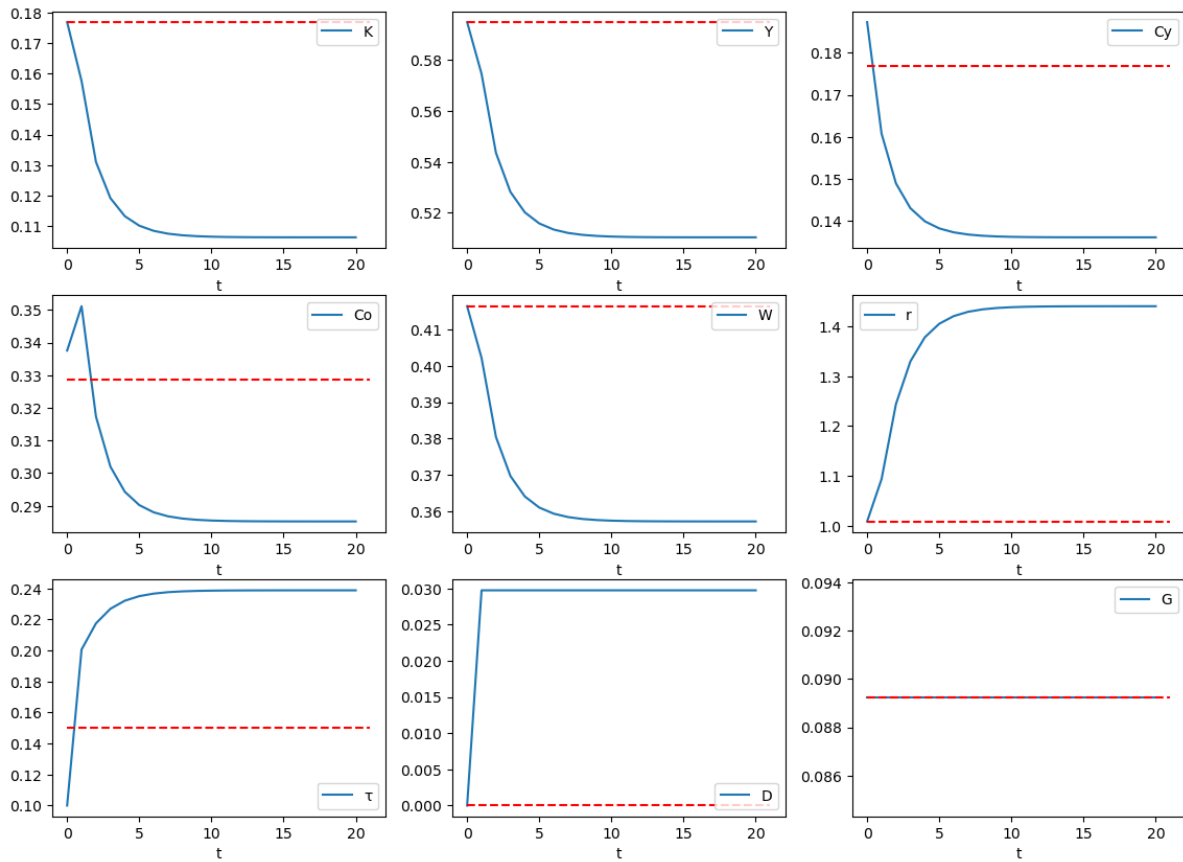 0.18
0.17
0.16
0.15
0.14
0.13
0.12
0.11
K
0 5 10 15 20
t
0.58
0.56
0.54
0.52
Y
0 5 10 15 20
t
0.18
0.17
0.16
0.15
0.14
Cy
0 5 10 15 20
t
0.35
0.34
0.33
0.32
0.31
0.30
0.29
Co
0 5 10 15 20
t
0.41
0.40
0.39
0.38
0.37
0.36
W
0 5 10 15 20
t
1.4
1.3
1.2
1.1
1.0
r
0 5 10 15 20
t
0.24
0.22
0.20
0.18
0.16
0.14
0.12
0.10
τ
0 5 10 15 20
t
0.030
0.025
0.020
0.015
0.010
0.005
0.000
D
0 5 10 15 20
t
0.094
0.092
0.090
0.088
0.086
G
0 5 10 15 20
t